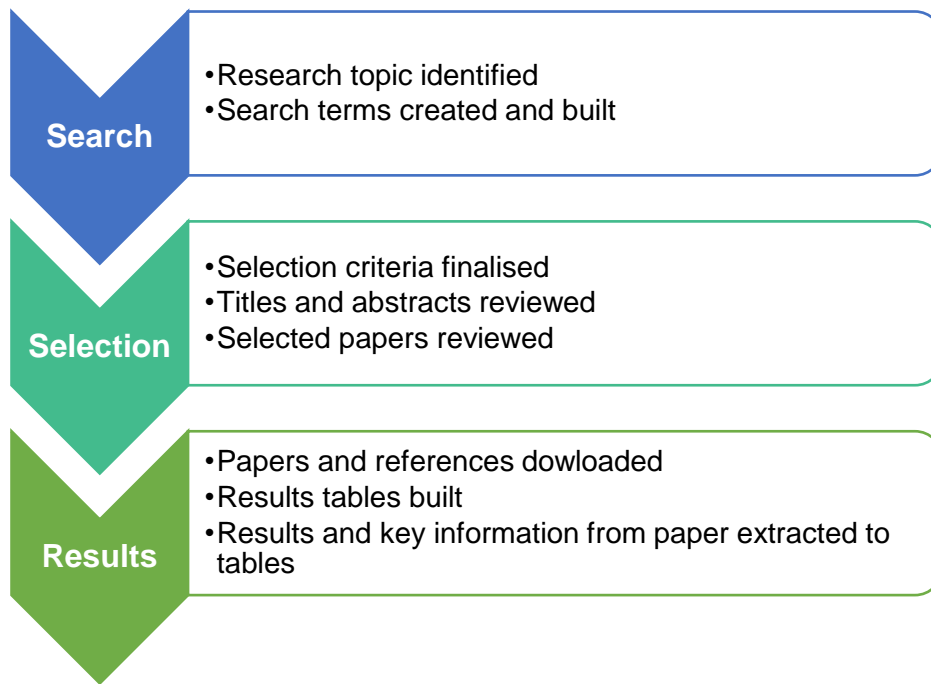 Search
•Research topic identified
•Search terms created and built
Selection
•Selection criteria finalised
•Titles and abstracts reviewed
•Selected papers reviewed
Results
•Papers and references dowloaded
•Results tables built
•Results and key information from paper extracted to
tables